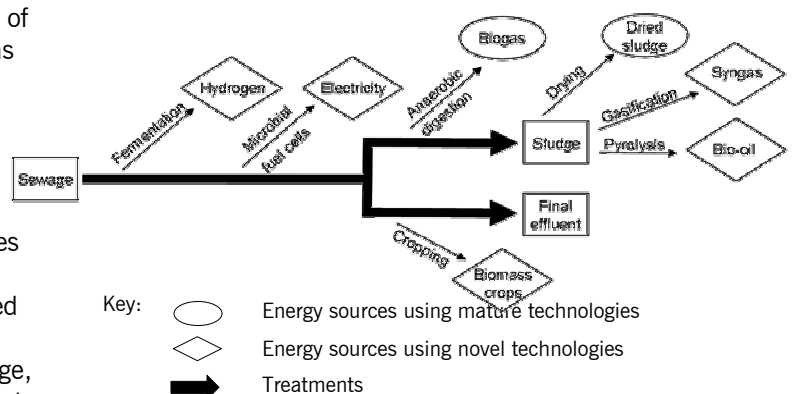 of
s
Biogas
Dried
sludge
Hydrogen
Electricity
Syngas
Fermentation
Microbial
fuel cells
Anaerobic
digestion
Drying
Gasification
Sewage
Sludge
Pyrolysis
Bio-oil
Final
effluent
es
Cropping
Biomass
crops
ed
Key:
Energy sources using mature technologies
Energy sources using novel technologies
ge,
Treatments